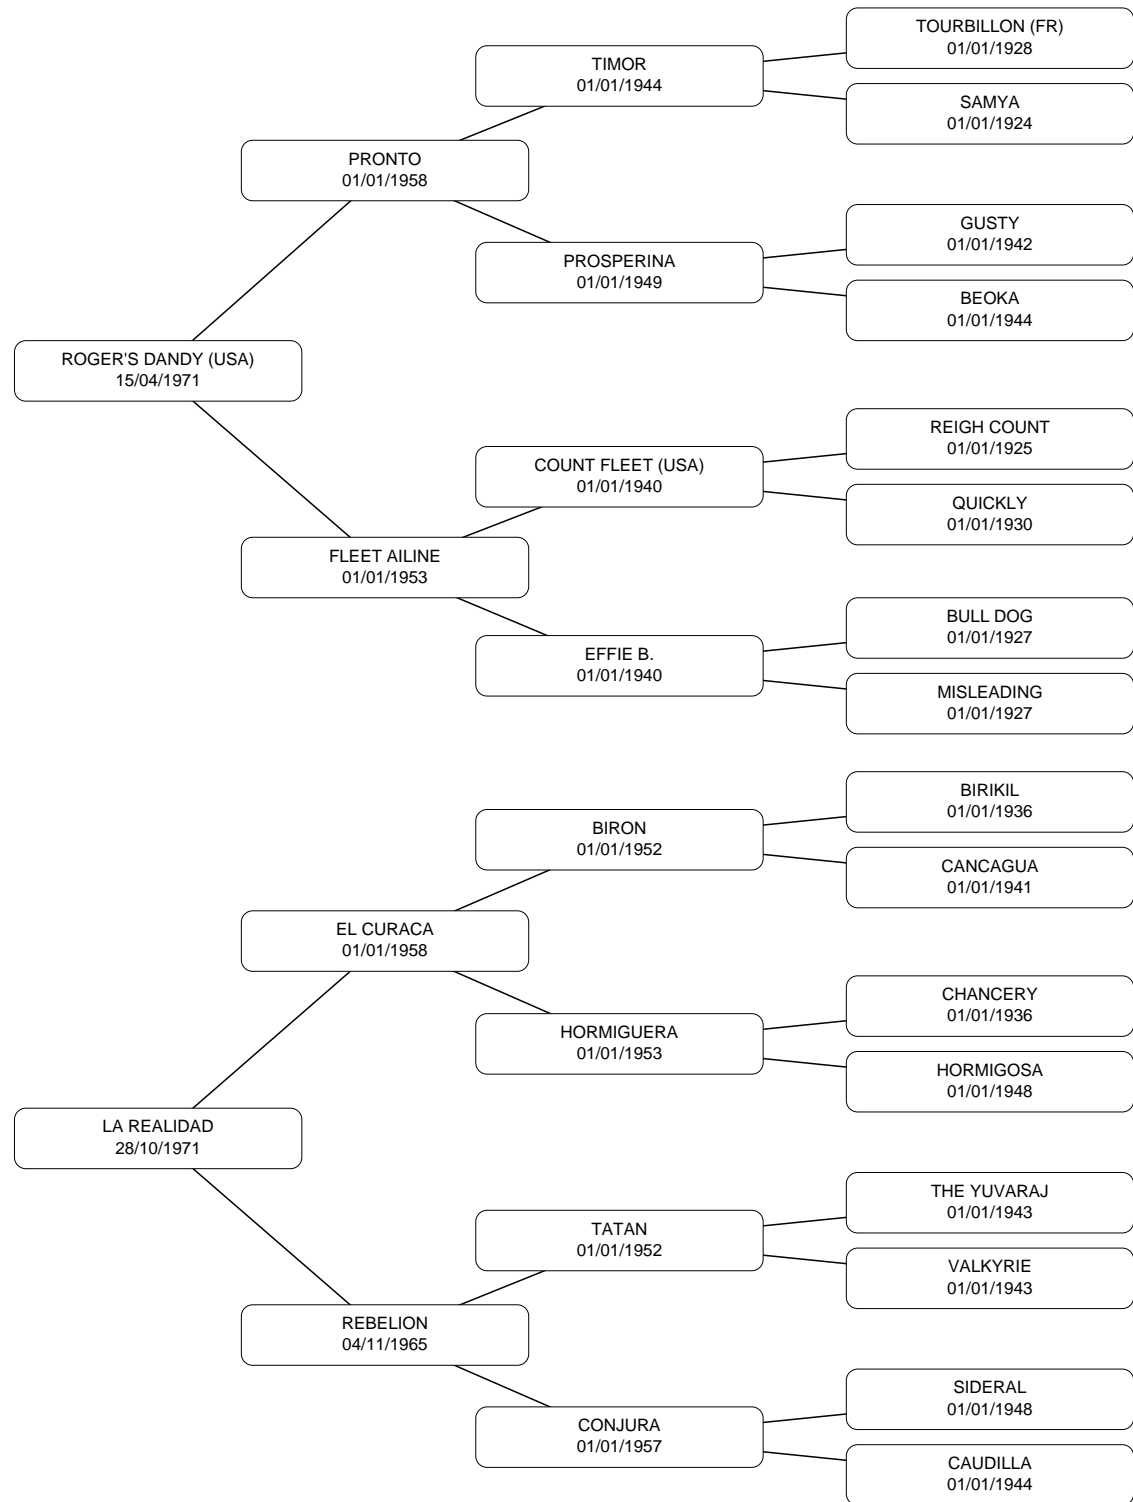 TOURBILLON (FR)
01/01/1928
TIMOR
01/01/1944
SAMYA
01/01/1924
PRONTO
01/01/1958
GUSTY
01/01/1942
PROSPERINA
01/01/1949
BEOKA
01/01/1944
ROGER'S DANDY (USA)
15/04/1971
REIGH COUNT
01/01/1925
COUNT FLEET (USA)
01/01/1940
QUICKLY
01/01/1930
FLEET AILINE
01/01/1953
BULL DOG
01/01/1927
EFFIE B.
01/01/1940
MISLEADING
01/01/1927
BIRIKIL
01/01/1936
BIRON
01/01/1952
CANCAGUA
01/01/1941
EL CURACA
01/01/1958
CHANCERY
01/01/1936
HORMIGUERA
01/01/1953
HORMIGOSA
01/01/1948
LA REALIDAD
28/10/1971
THE YUVARAJ
01/01/1943
TATAN
01/01/1952
VALKYRIE
01/01/1943
REBELION
04/11/1965
SIDERAL
01/01/1948
CONJURA
01/01/1957
CAUDILLA
01/01/1944